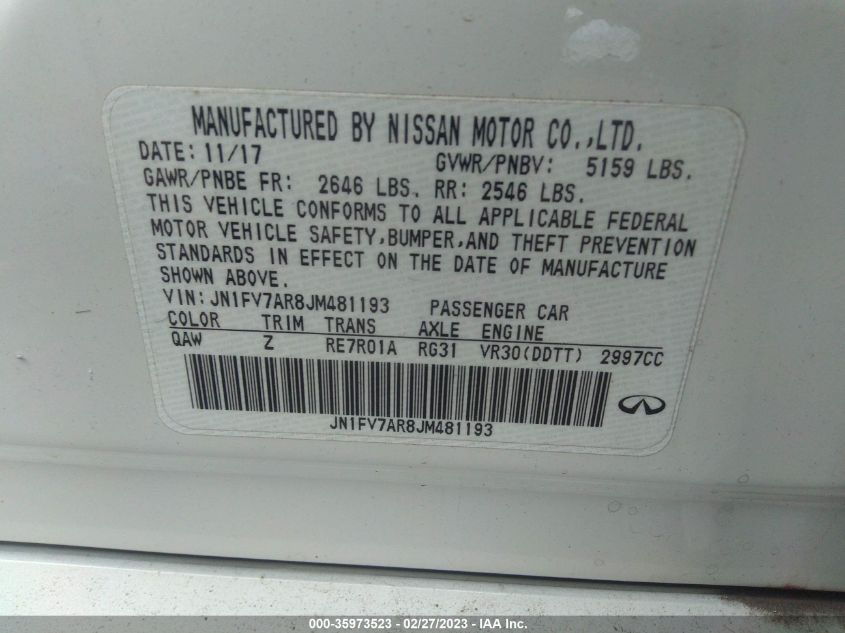 MANUFACTURED BY NISSAN MOTOR CO.,LTD.
DATE: 11/17 GVWR/PNBV: 5159 LBS.
GAWR/PNBE FR: 2646 LBS. RR: 2546 LBS.
THIS VEHICLE CONFORMS TO ALL APPLICABLE FEDERAL
MOTOR VEHICLE SAFETY,BUMPER,AND THEFT PREVENTION
STANDARDS IN EFFECT ON THE DATE OF MANUFACTURE
SHOWN ABOVE.
VIN: JN1FV7AR8JM481193 PASSENGER CAR
COLOR TRIM TRANS AXLE ENGINE
QAW Z RE7R01A RG31 VR30(DDTT) 2997CC
JN1FV7AR8JM481193
000-35973523 - 02/27/2023 - IAAI.com